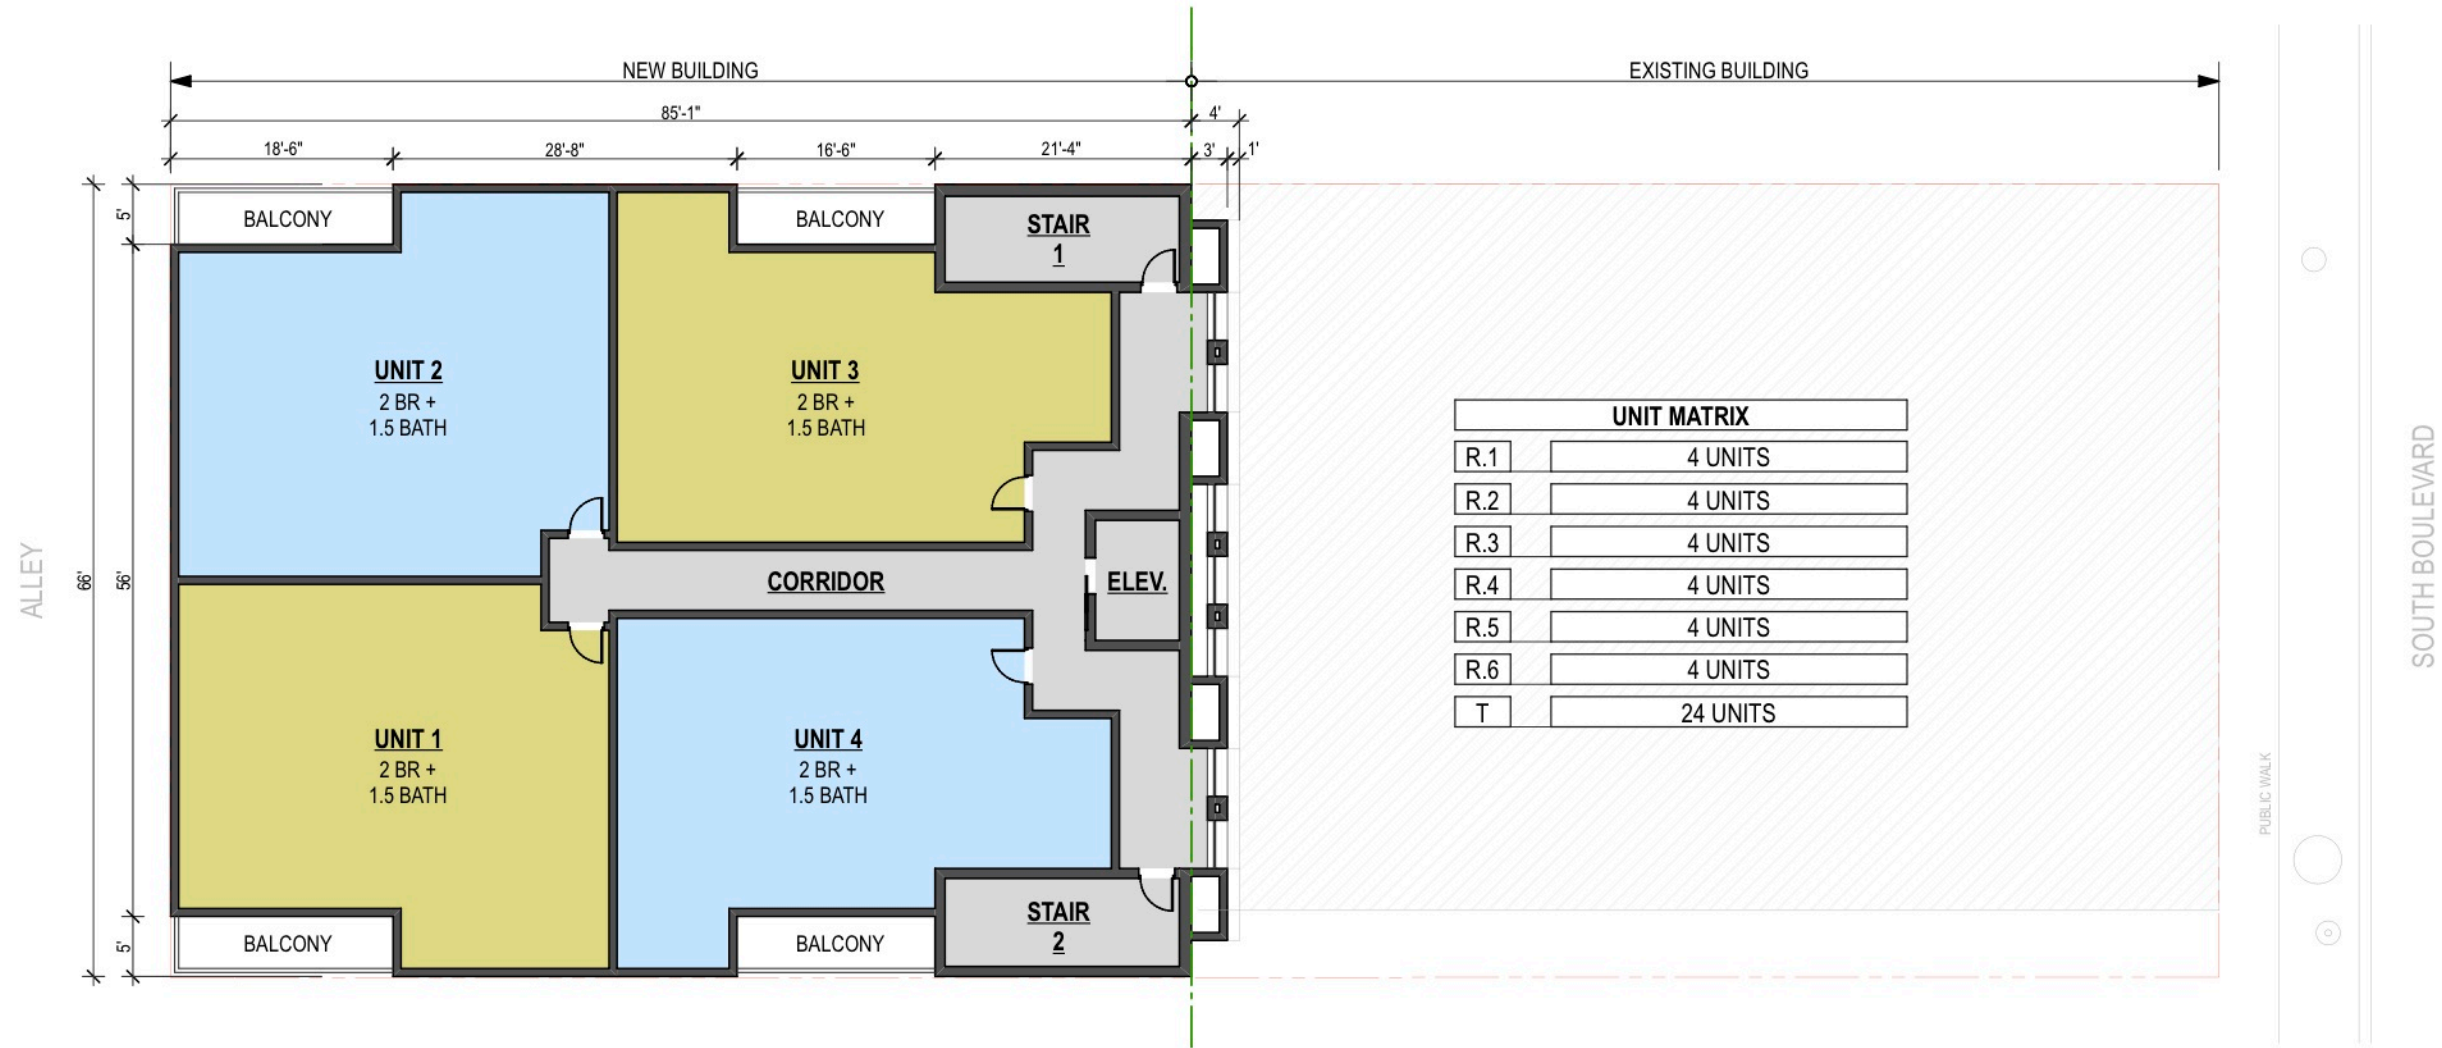 NEW BUILDING
EXISTING BUILDING
85'-1"
4'
18'-6"
28'-8"
16'-6"
21'-4"
3'
1'
5'
56'
5'
66'
ALLEY
BALCONY
BALCONY
STAIR
1
UNIT 2
2 BR +
1.5 BATH
UNIT 3
2 BR +
1.5 BATH
CORRIDOR
ELEV.
UNIT 1
2 BR +
1.5 BATH
UNIT 4
2 BR +
1.5 BATH
BALCONY
BALCONY
STAIR
2
UNIT MATRIX
R.1 4 UNITS
R.2 4 UNITS
R.3 4 UNITS
R.4 4 UNITS
R.5 4 UNITS
R.6 4 UNITS
T 24 UNITS
PUBLIC WALK
SOUTH BOULEVARD